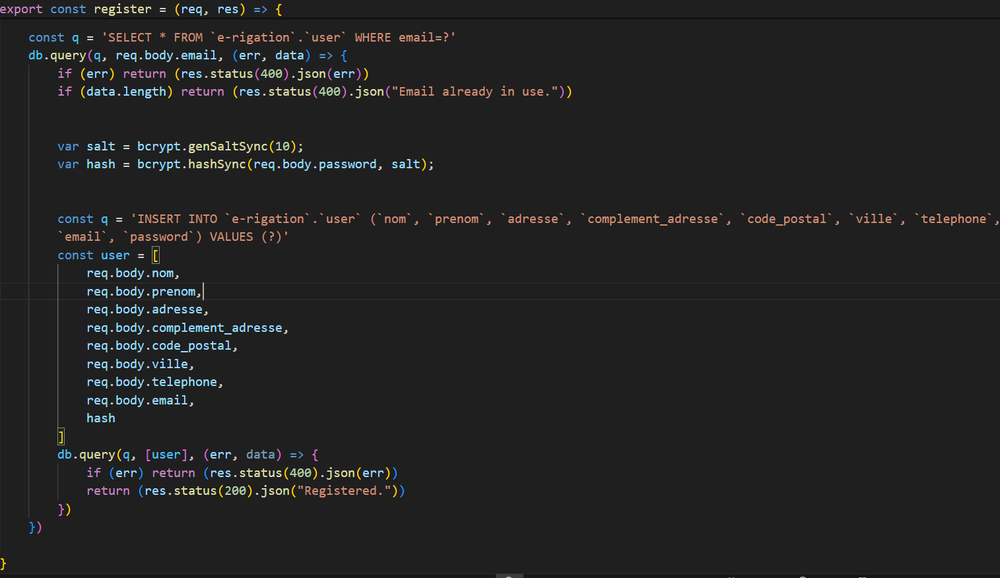 export const register = (req, res) => {
const q = 'SELECT * FROM `e-rigation`.`user` WHERE email=?'
db.query(q, req.body.email, (err, data) => {
if (err) return (res.status(400).json(err))
if (data.length) return (res.status(400).json("Email already in use."))
var salt = bcrypt.genSaltSync(10);
var hash = bcrypt.hashSync(req.body.password, salt);
const q = 'INSERT INTO `e-rigation`.`user` (`nom`, `prenom`, `adresse`, `complement_adresse`, `code_postal`, `ville`, `telephone`,
`email`, `password`) VALUES (?)'
const user = [
req.body.nom,
req.body.prenom,
req.body.adresse,
req.body.complement_adresse,
req.body.code_postal,
req.body.ville,
req.body.telephone,
req.body.email,
hash
]
db.query(q, [user], (err, data) => {
if (err) return (res.status(400).json(err))
return (res.status(200).json("Registered."))
})
})
}